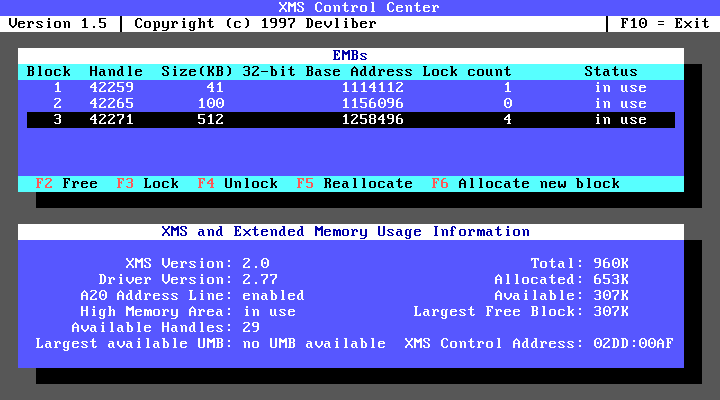 XMS Control Center
Version 1.5 | Copyright (c) 1997 Devliber | F10 = Exit
EMBs
Block Handle Size(KB) 32-bit Base Address Lock count Status
1 42259 41 1114112 1 in use
2 42265 100 1156096 0 in use
3 42271 512 1258496 4 in use
F2 Free F3 Lock F4 Unlock F5 Reallocate F6 Allocate new block
XMS and Extended Memory Usage Information
XMS Version: 2.0 Total: 960K
Driver Version: 2.77 Allocated: 653K
A20 Address Line: enabled Available: 307K
High Memory Area: in use Largest Free Block: 307K
Available Handles: 29
Largest available UMB: no UMB available XMS Control Address: 02DD:00AF